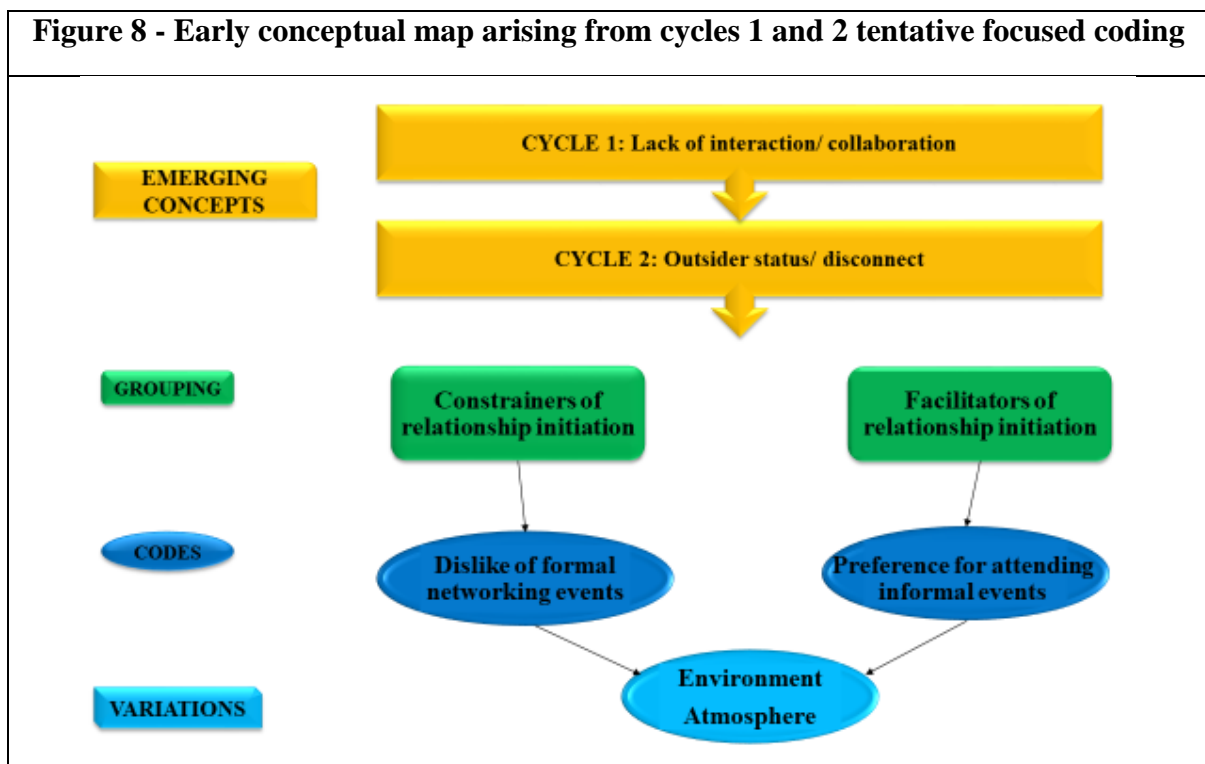 Figure 8 - Early conceptual map arising from cycles 1 and 2 tentative focused coding
CYCLE 1: Lack of interaction/ collaboration
EMERGING
CONCEPTS
CYCLE 2: Outsider status/ disconnect
GROUPING
Constrainers of
relationship initiation
Facilitators of
relationship initiation
CODES
Dislike of formal
networking events
Preference for attending
informal events
VARIATIONS
Environment
Atmosphere